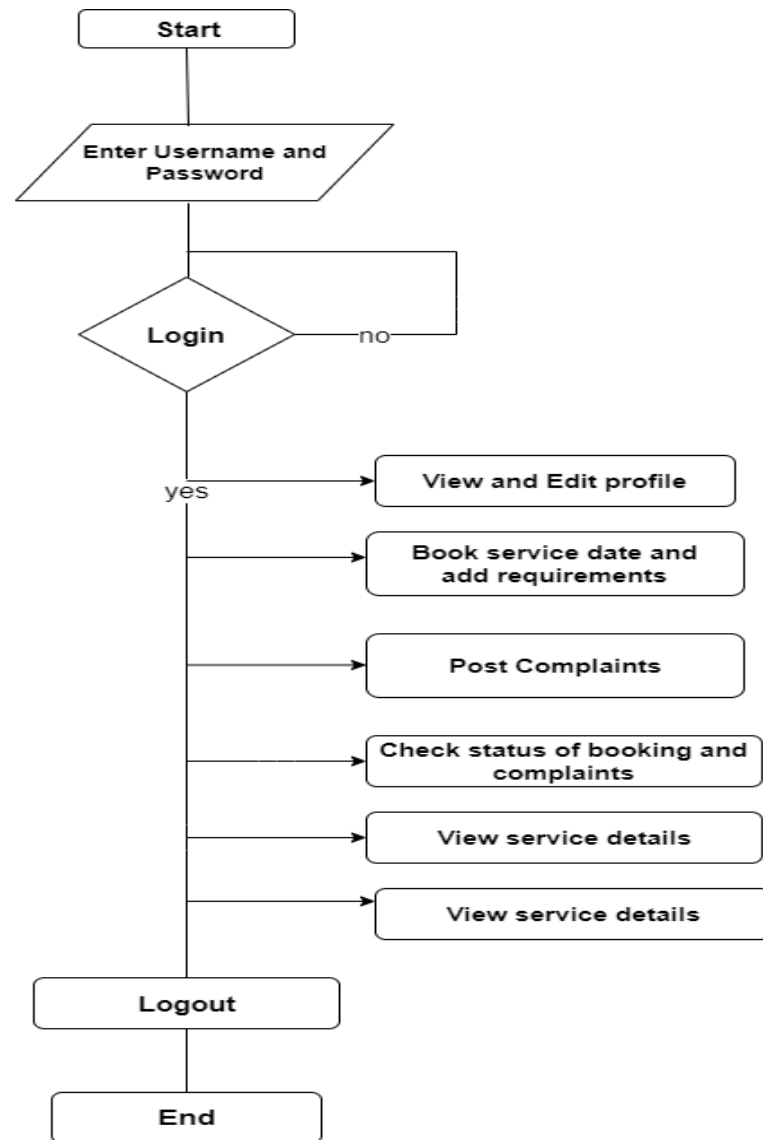 Start
Enter Username and
Password
Login
no
yes
View and Edit profile
Book service date and
add requirements
Post Complaints
Check status of booking and
complaints
View service details
View service details
Logout
End